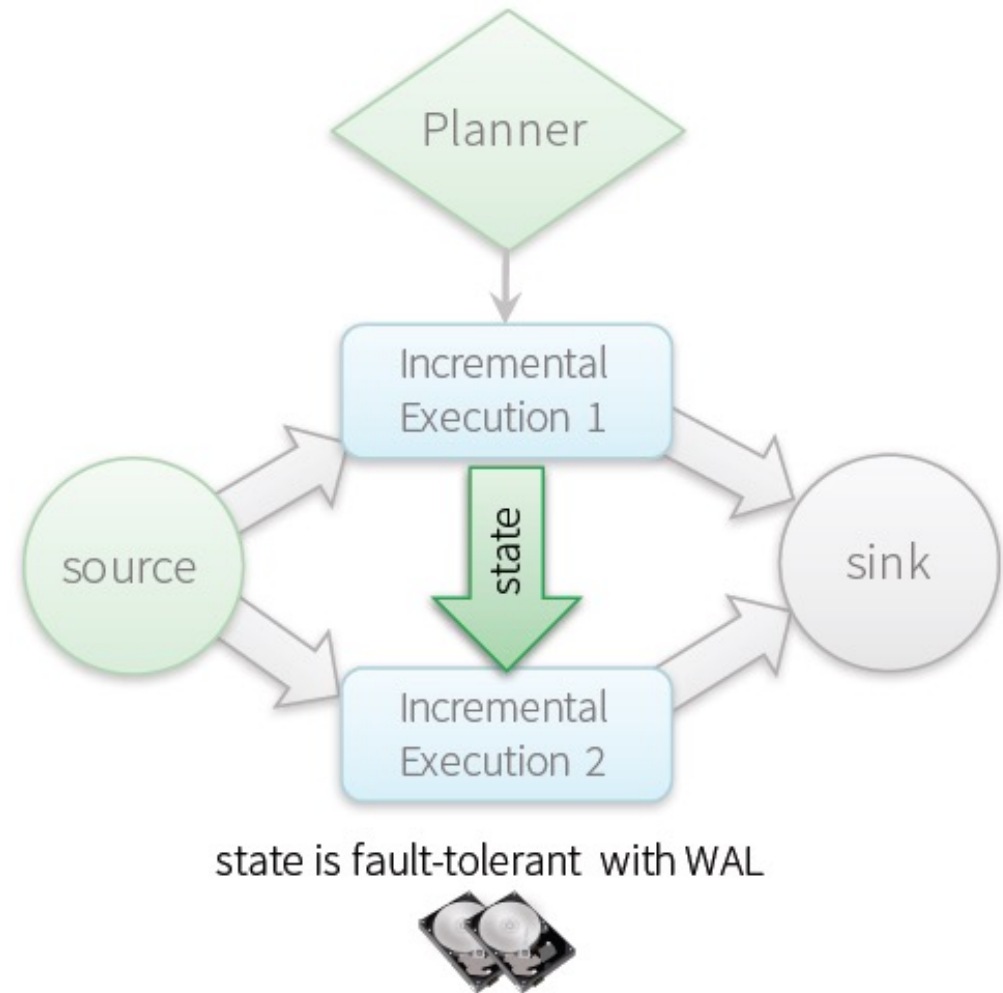 Planner
Incremental
Execution 1
source
state
sink
Incremental
Execution 2
state is fault-tolerant with WAL